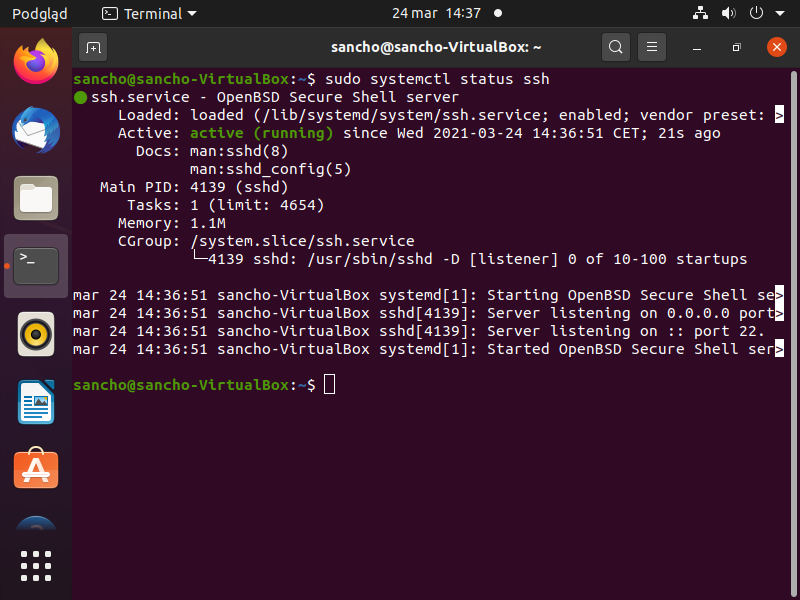 Podgląd
Terminal
24 mar 14:37
sancho@sancho-VirtualBox: ~
sancho@sancho-VirtualBox:~$ sudo systemctl status ssh
● ssh.service - OpenBSD Secure Shell server
     Loaded: loaded (/lib/systemd/system/ssh.service; enabled; vendor preset: >
     Active: active (running) since Wed 2021-03-24 14:36:51 CET; 21s ago
       Docs: man:sshd(8)
             man:sshd_config(5)
   Main PID: 4139 (sshd)
      Tasks: 1 (limit: 4654)
     Memory: 1.1M
     CGroup: /system.slice/ssh.service
             └─4139 sshd: /usr/sbin/sshd -D [listener] 0 of 10-100 startups
mar 24 14:36:51 sancho-VirtualBox systemd[1]: Starting OpenBSD Secure Shell se>
mar 24 14:36:51 sancho-VirtualBox sshd[4139]: Server listening on 0.0.0.0 port>
mar 24 14:36:51 sancho-VirtualBox sshd[4139]: Server listening on :: port 22.
mar 24 14:36:51 sancho-VirtualBox systemd[1]: Started OpenBSD Secure Shell ser>
sancho@sancho-VirtualBox:~$